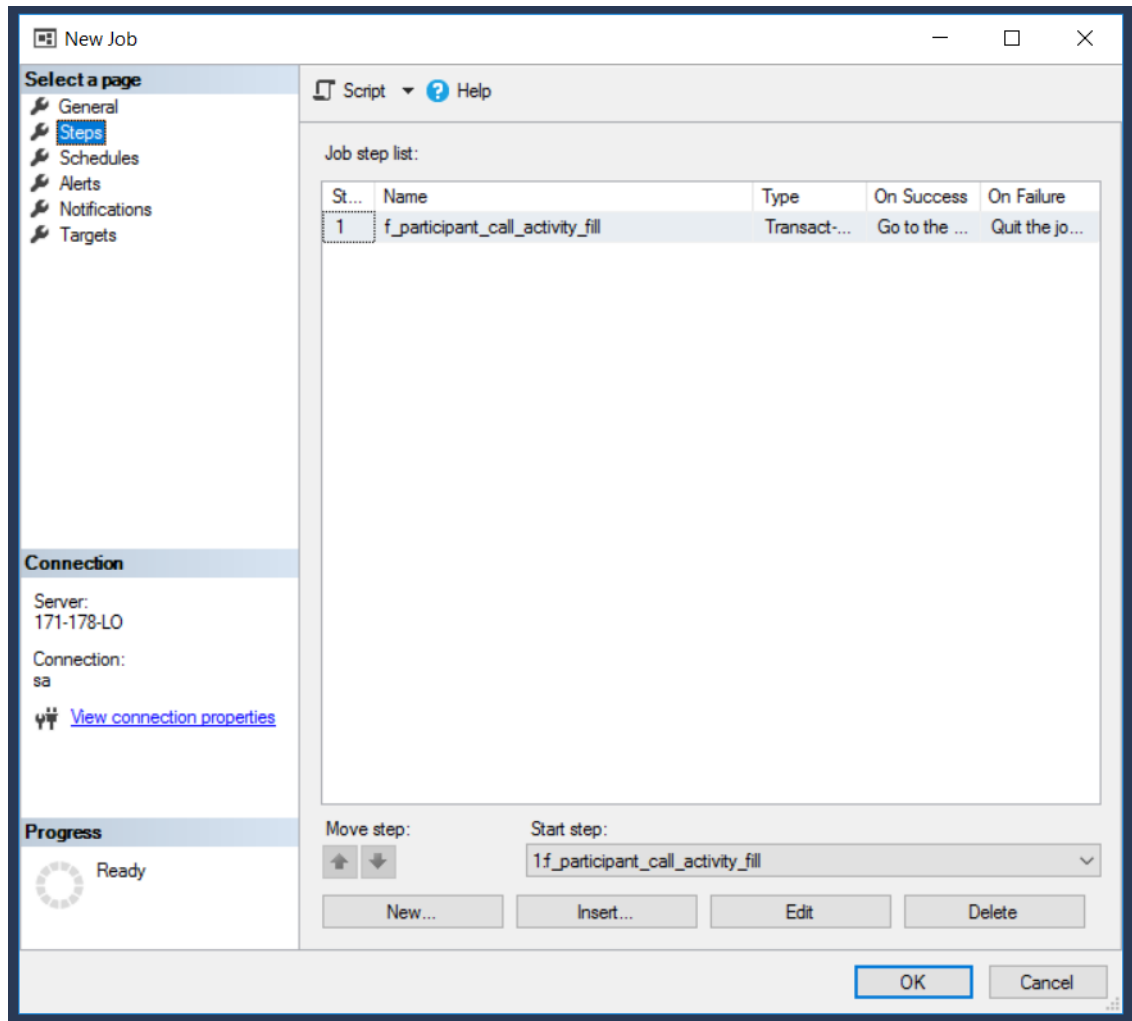 New Job
Select a page
General
Steps
Schedules
Alerts
Notifications
Targets
Connection
Server:
171-178-LO
Connection:
sa
View connection properties
Progress
Ready
Script
Help
Job step list:
St... Name Type On Success On Failure
1 f_participant_call_activity_fill Transact-... Go to the ... Quit the jo...
Move step:
Start step:
1:f_participant_call_activity_fill
New... Insert... Edit Delete
OK Cancel